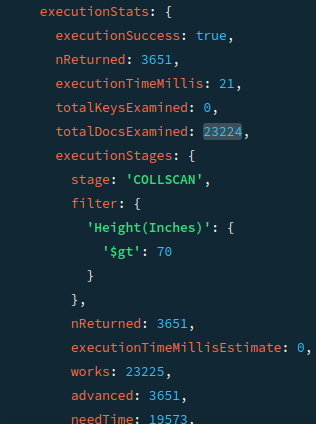 executionStats: {
executionSuccess: true,
nReturned: 3651,
executionTimeMillis: 21,
totalKeysExamined: 0,
totalDocsExamined: 23224,
executionStages: {
stage: 'COLLSCAN',
filter: {
'Height(Inches)': {
'$gt': 70
}
},
nReturned: 3651,
executionTimeMillisEstimate: 0,
works: 23225,
advanced: 3651,
needTime: 19573,